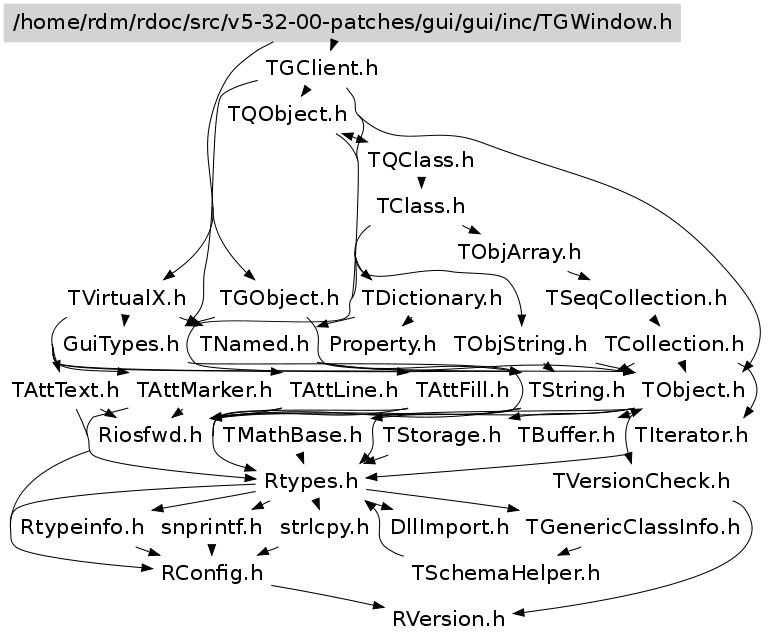 /home/rdm/rdoc/src/v5-32-00-patches/gui/gui/inc/TGWindow.h
TGClient.h
TQObject.h
TQClass.h
TClass.h
TObjArray.h
TVirtualX.h TGObject.h TDictionary.h TSeqCollection.h
GuiTypes.h TNamed.h Property.h TObjString.h TCollection.h
TAttText.h TAttMarker.h TAttLine.h TAttFill.h TString.h TObject.h
Riosfwd.h TMathBase.h TStorage.h TBuffer.h TIterator.h
Rtypes.h TVersionCheck.h
Rtypeinfo.h snprintf.h strlcpy.h DllImport.h TGenericClassInfo.h
RConfig.h TSchemaHelper.h
RVersion.h